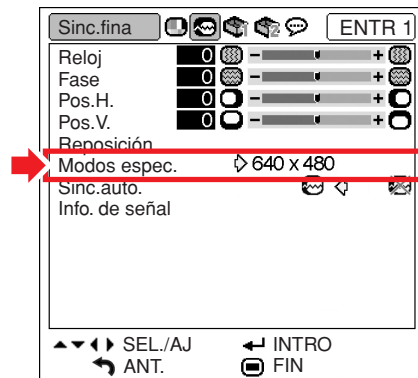 Sinc.fina ENTR 1
Reloj 0 - +
Fase 0 - +
Pos.H. 0 - +
Pos.V. 0 - +
Reposición
Modos espec. 640 x 480
Sinc.auto.
Info. de señal
SEL./AJ INTRO
ANT. FIN